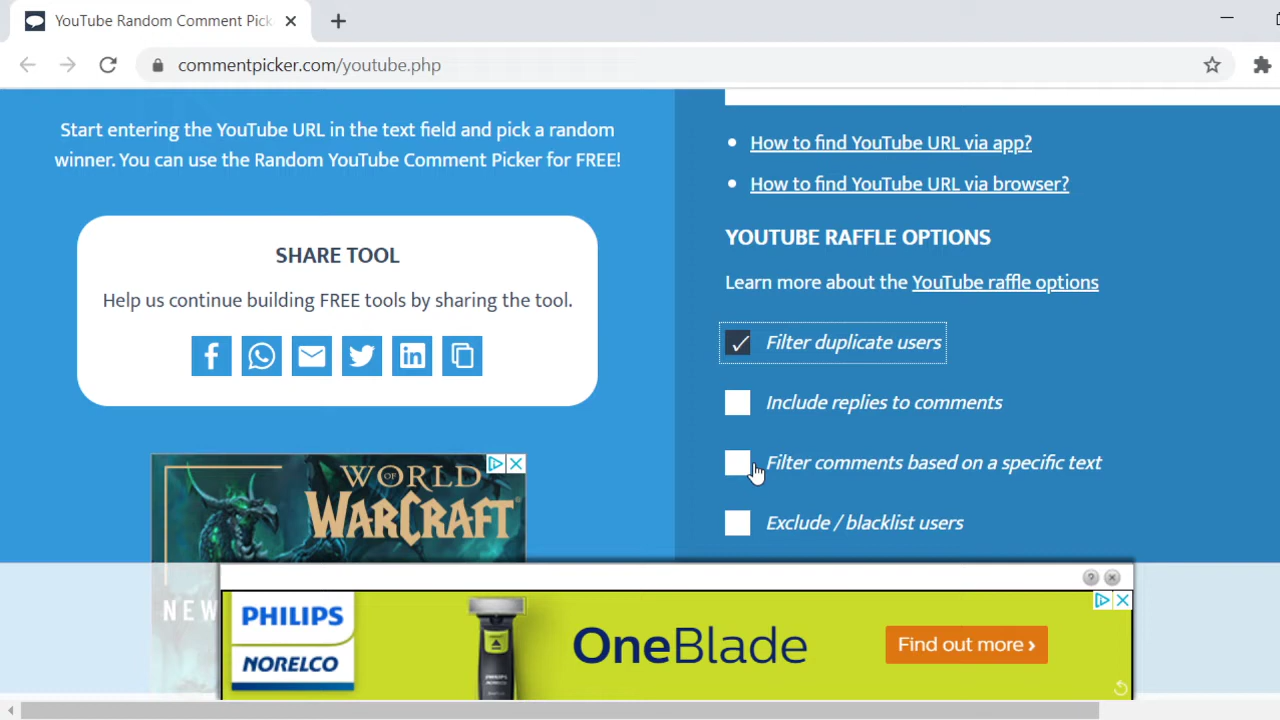 YouTube Random Comment Pick
commentpicker.com/youtube.php
Start entering the YouTube URL in the text field and pick a random
winner. You can use the Random YouTube Comment Picker for FREE!
SHARE TOOL
Help us continue building FREE tools by sharing the tool.
WORLD
OF
WARCRAFT
NEW
How to find YouTube URL via app?
How to find YouTube URL via browser?
YOUTUBE RAFFLE OPTIONS
Learn more about the YouTube raffle options
Filter duplicate users
Include replies to comments
Filter comments based on a specific text
Exclude / blacklist users
PHILIPS
NORELCO
OneBlade
Find out more ›